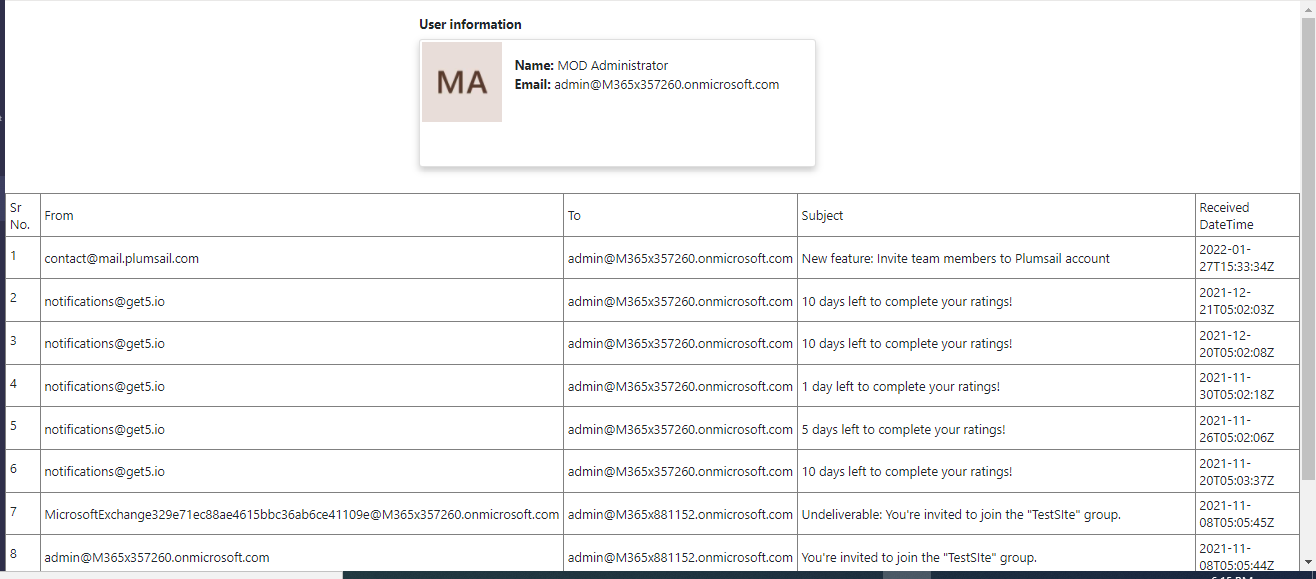 User information
MA
Name: MOD Administrator
Email: admin@M365x357260.onmicrosoft.com
Sr No. From To Subject Received DateTime
1 contact@mail.plumsail.com admin@M365x357260.onmicrosoft.com New feature: Invite team members to Plumsail account 2022-01-27T15:33:34Z
2 notifications@get5.io admin@M365x357260.onmicrosoft.com 10 days left to complete your ratings! 2021-12-21T05:02:03Z
3 notifications@get5.io admin@M365x357260.onmicrosoft.com 10 days left to complete your ratings! 2021-12-20T05:02:08Z
4 notifications@get5.io admin@M365x357260.onmicrosoft.com 1 day left to complete your ratings! 2021-11-30T05:02:18Z
5 notifications@get5.io admin@M365x357260.onmicrosoft.com 5 days left to complete your ratings! 2021-11-26T05:02:06Z
6 notifications@get5.io admin@M365x357260.onmicrosoft.com 10 days left to complete your ratings! 2021-11-20T05:03:37Z
7 MicrosoftExchange329e71ec88ae4615bbc36ab6ce41109e@M365x357260.onmicrosoft.com admin@M365x881152.onmicrosoft.com Undeliverable: You're invited to join the "TestSIte" group. 2021-11-08T05:05:45Z
8 admin@M365x357260.onmicrosoft.com admin@M365x881152.onmicrosoft.com You're invited to join the "TestSIte" group. 2021-11-08T05:05:44Z